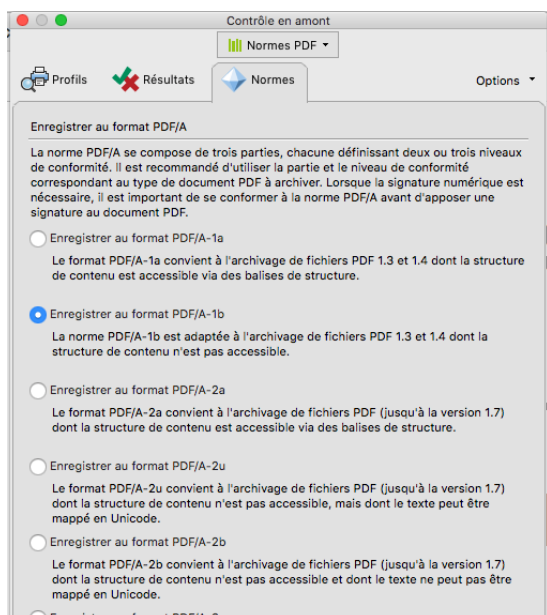 Contrôle en amont
Normes PDF
Profils
Résultats
Normes
Options
Enregistrer au format PDF/A
La norme PDF/A se compose de trois parties, chacune définissant deux ou trois niveaux
de conformité. Il est recommandé d'utiliser la partie et le niveau de conformité
correspondant au type de document PDF à archiver. Lorsque la signature numérique est
nécessaire, il est important de se conformer à la norme PDF/A avant d'apposer une
signature au document PDF.
Enregistrer au format PDF/A-1a
Le format PDF/A-1a convient à l'archivage de fichiers PDF 1.3 et 1.4 dont la structure
de contenu est accessible via des balises de structure.
Enregistrer au format PDF/A-1b
La norme PDF/A-1b est adaptée à l'archivage de fichiers PDF 1.3 et 1.4 dont la
structure de contenu n'est pas accessible.
Enregistrer au format PDF/A-2a
Le format PDF/A-2a convient à l'archivage de fichiers PDF (jusqu'à la version 1.7)
dont la structure de contenu est accessible via des balises de structure.
Enregistrer au format PDF/A-2u
Le format PDF/A-2u convient à l'archivage de fichiers PDF (jusqu'à la version 1.7)
dont la structure de contenu n'est pas accessible, mais dont le texte peut être
mappé en Unicode.
Enregistrer au format PDF/A-2b
Le format PDF/A-2b convient à l'archivage de fichiers PDF (jusqu'à la version 1.7)
dont la structure de contenu n'est pas accessible et dont le texte ne peut pas être
mappé en Unicode.